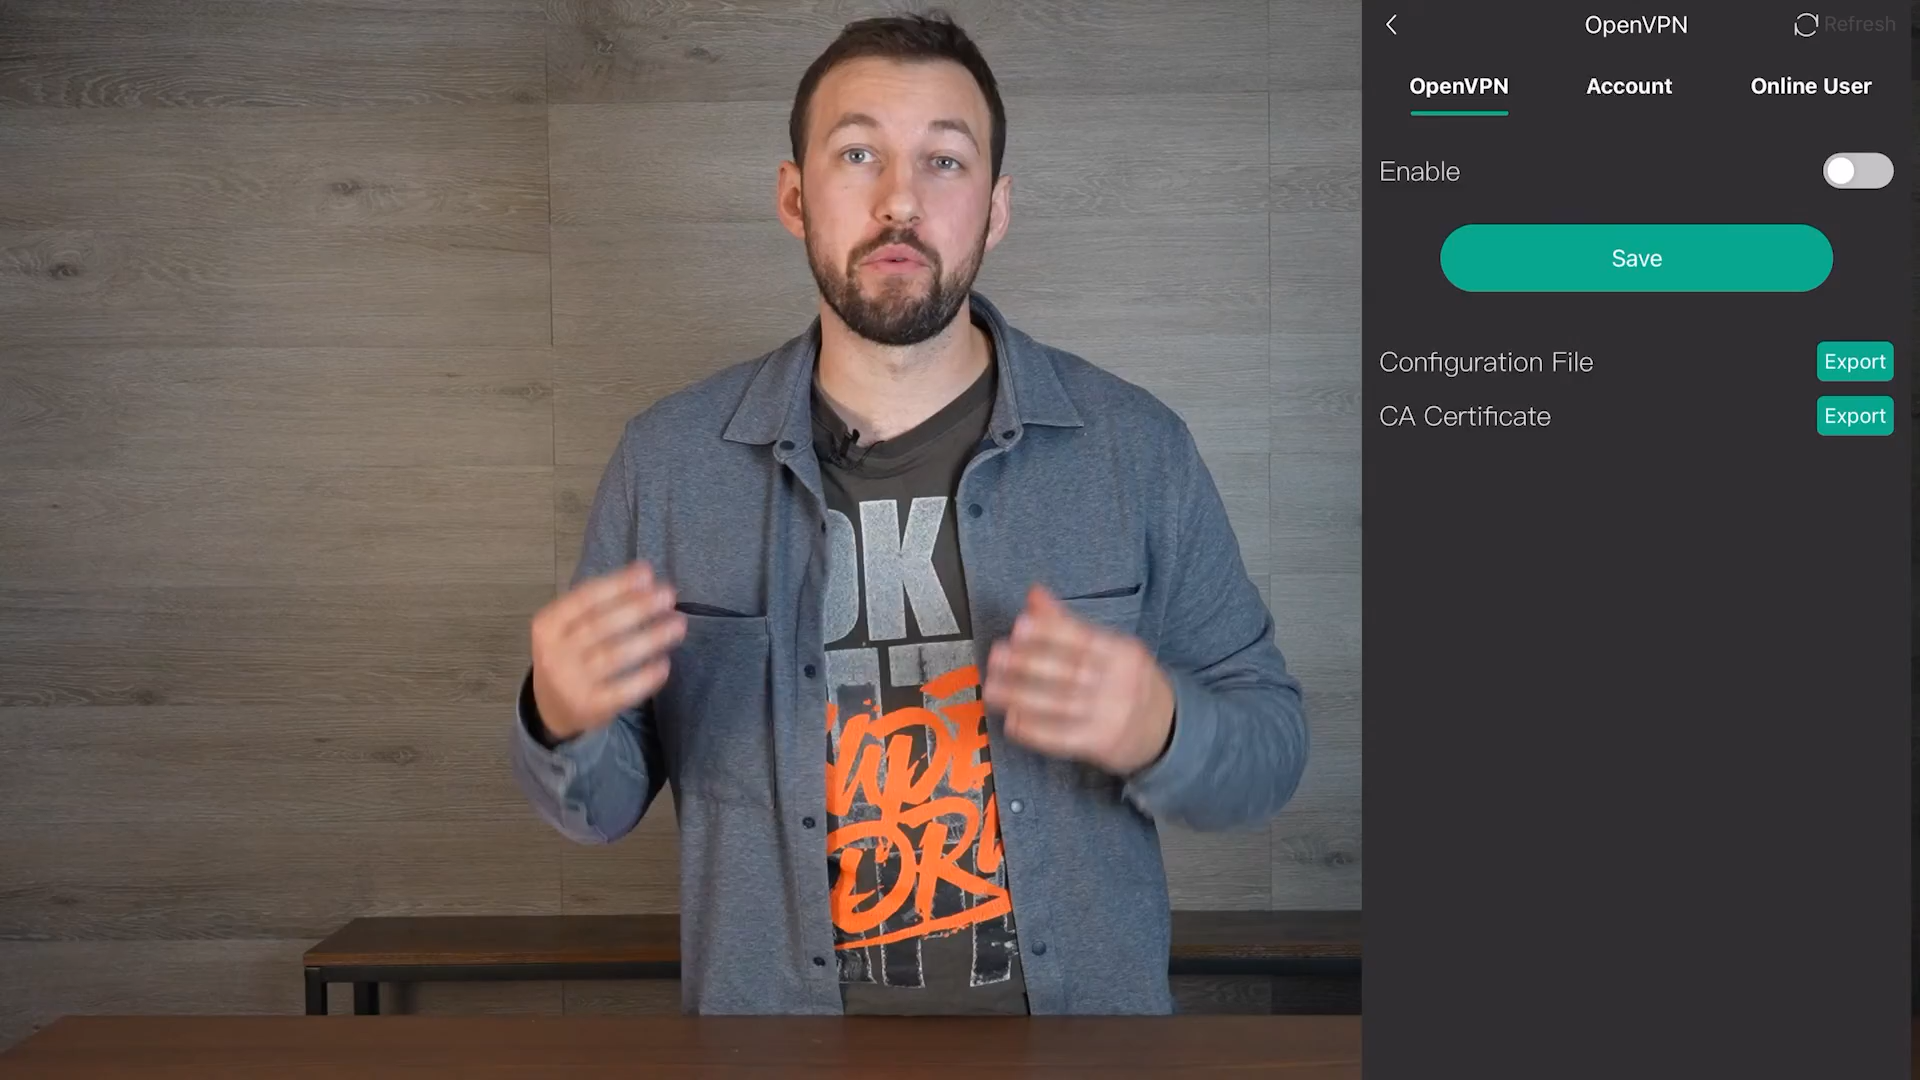 OpenVPN
Refresh
OpenVPN Account Online User
Enable
Save
Configuration File Export
CA Certificate Export